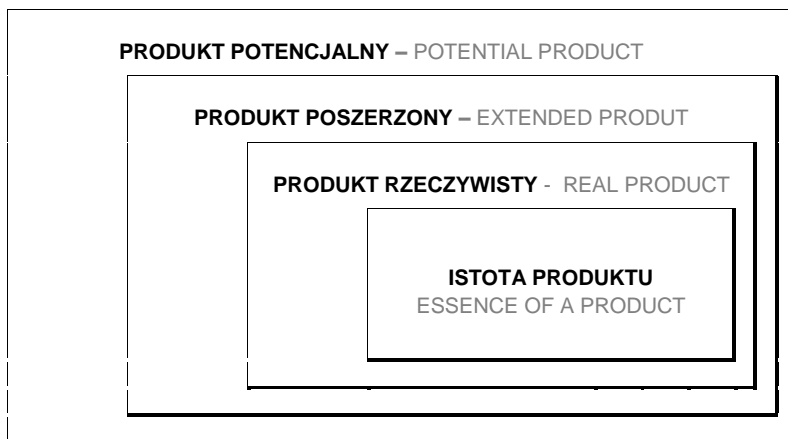 PRODUKT POTENCJALNY – POTENTIAL PRODUCT
PRODUKT POSZERZONY – EXTENDED PRODUT
PRODUKT RZECZYWISTY - REAL PRODUCT
ISTOTA PRODUKTU
ESSENCE OF A PRODUCT